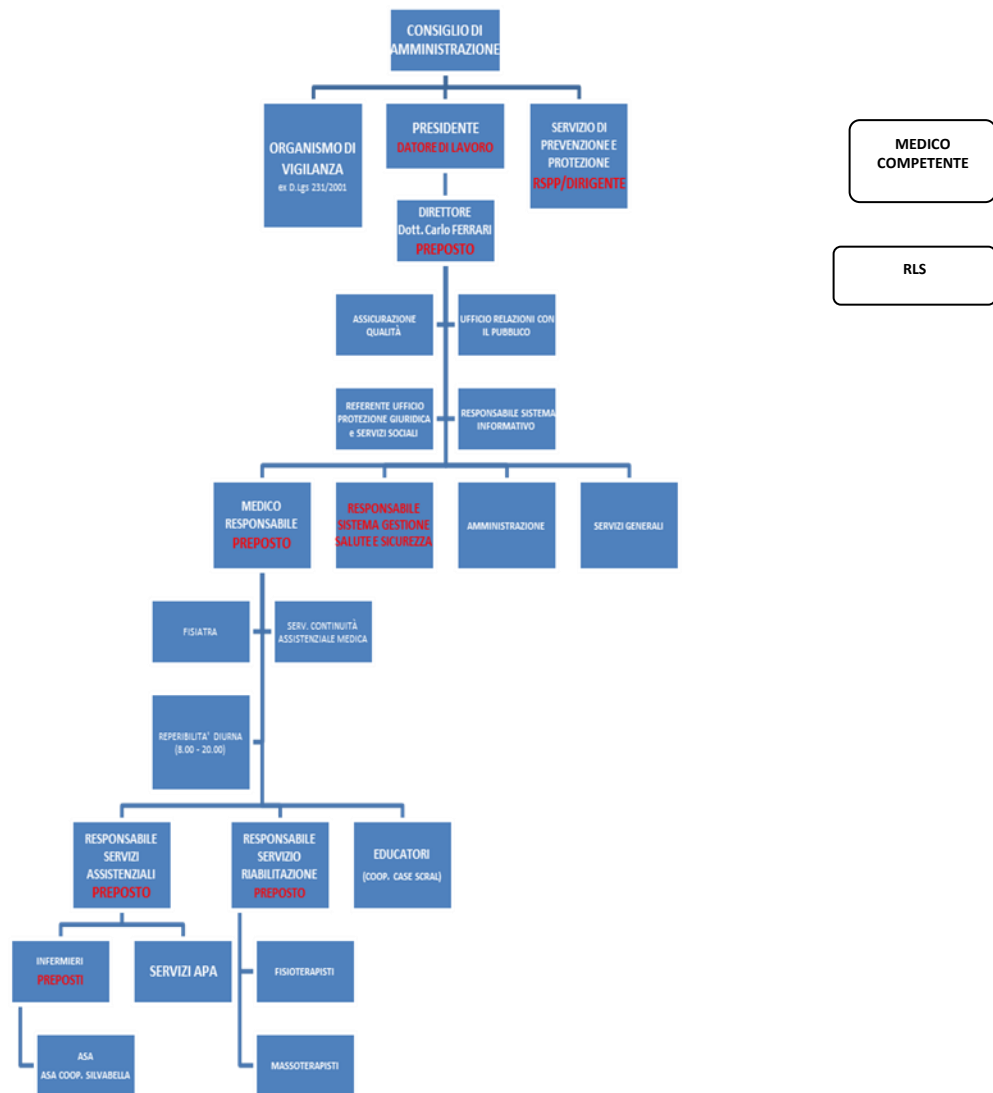 CONSIGLIO DI
AMMINISTRAZIONE
ORGANISMO DI
VIGILANZA
ex D.Lgs 231/2001
PRESIDENTE
DATORE DI LAVORO
SERVIZIO DI
PREVENZIONE E
PROTEZIONE
RSPP/DIRIGENTE
MEDICO
COMPETENTE
DIRETTORE
Dott. Carlo FERRARI
PREPOSTO
RLS
ASSICURAZIONE
QUALITÀ
UFFICIO RELAZIONI CON
IL PUBBLICO
REFERENTE UFFICIO
PROTEZIONE GIURIDICA
e SERVIZI SOCIALI
RESPONSABILE SISTEMA
INFORMATIVO
MEDICO
RESPONSABILE
PREPOSTO
RESPONSABILE
SISTEMA GESTIONE
SALUTE E SICUREZZA
AMMINISTRAZIONE
SERVIZI GENERALI
FISIATRA
SERV. CONTINUITÀ
ASSISTENZIALE MEDICA
REPERIBILITA' DIURNA
(8.00 - 20.00)
RESPONSABILE
SERVIZI
ASSISTENZIALI
PREPOSTO
RESPONSABILE
SERVIZIO
RIABILITAZIONE
PREPOSTO
EDUCATORI
(COOP. CASE SCRAL)
INFERMIERI
PREPOSTI
SERVIZI APA
FISIOTERAPISTI
ASA
ASA COOP. SILVABELLA
MASSOTERAPISTI